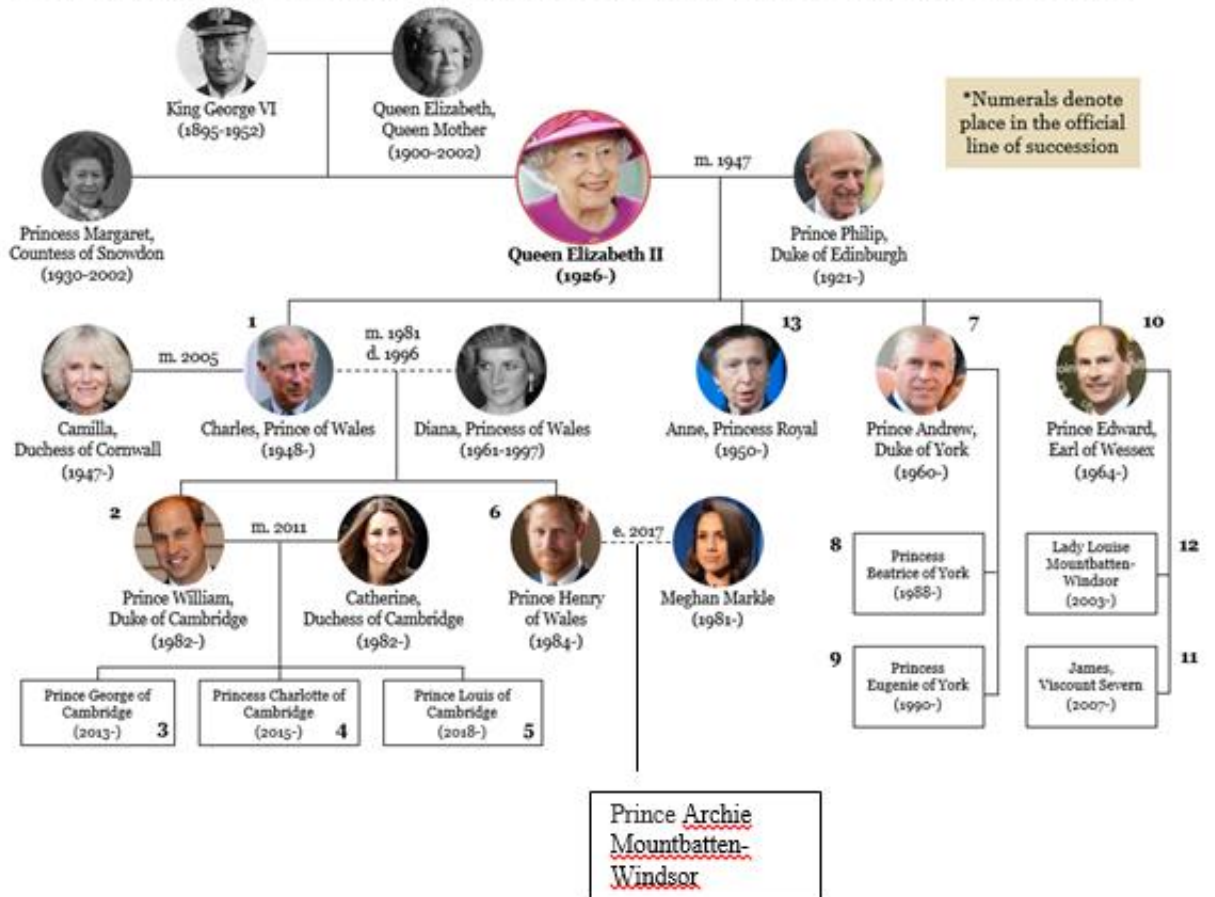 King George VI
(1895-1952)
Queen Elizabeth,
Queen Mother
(1900-2002)
*Numerals denote
place in the official
line of succession
Princess Margaret,
Countess of Snowdon
(1930-2002)
m. 1947
Queen Elizabeth II
(1926-)
Prince Philip,
Duke of Edinburgh
(1921-)
m. 2005
1
m. 1981
d. 1996
13
7
10
Camilla,
Duchess of Cornwall
(1947-)
Charles, Prince of Wales
(1948-)
Diana, Princess of Wales
(1961-1997)
Anne, Princess Royal
(1950-)
Prince Andrew,
Duke of York
(1960-)
Prince Edward,
Earl of Wessex
(1964-)
2
m. 2011
6
e. 2017
Prince William,
Duke of Cambridge
(1982-)
Catherine,
Duchess of Cambridge
(1982-)
Prince Henry
of Wales
(1984-)
Meghan Markle
(1981-)
8
Princess
Beatrice of York
(1988-)
Lady Louise
Mountbatten-
Windsor
(2003-)
12
9
Princess
Eugenie of York
(1990-)
James,
Viscount Severn
(2007-)
11
Prince George of
Cambridge
(2013-)
3
Princess Charlotte of
Cambridge
(2015-)
4
Prince Louis of
Cambridge
(2018-)
5
Prince Archie
Mountbatten-
Windsor